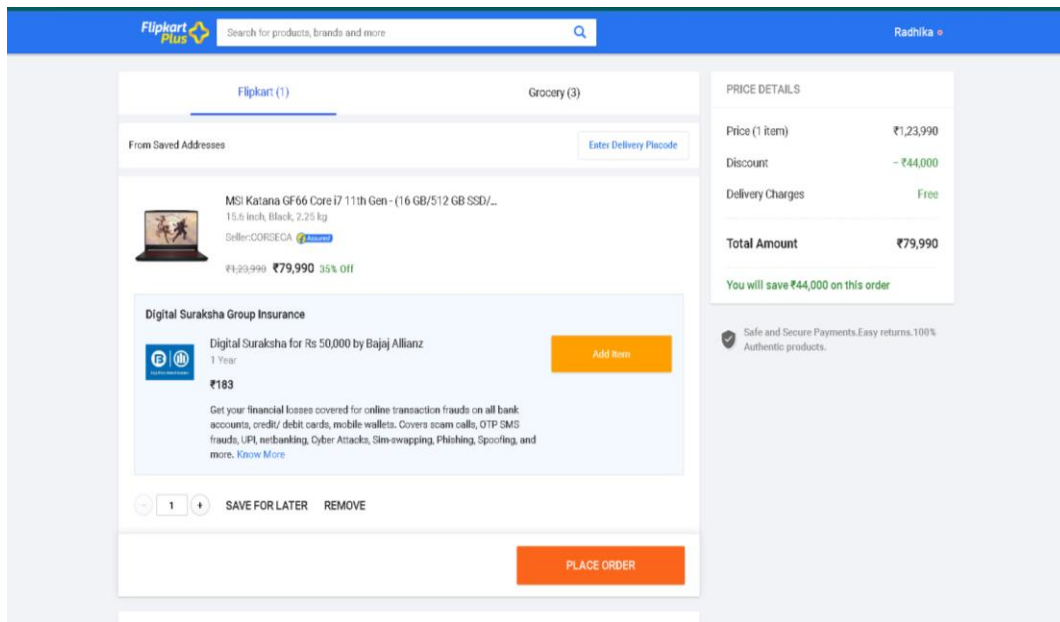 Flipkart
Plus
Search for products, brands and more
Radhika
Flipkart (1)
Grocery (3)
From Saved Addresses
Enter Delivery Pincode
MSI Katana GF66 Core i7 11th Gen - (16 GB/512 GB SSD/...
15.6 inch, Black, 2.25 kg
Seller:CORSECA Assured
₹1,23,990 ₹79,990 35% Off
Digital Suraksha Group Insurance
Digital Suraksha for Rs 50,000 by Bajaj Allianz
1 Year
₹183
Add Item
Get your financial losses covered for online transaction frauds on all bank
accounts, credit/ debit cards, mobile wallets. Covers scam calls, OTP SMS
frauds, UPI, netbanking, Cyber Attacks, Sim-swapping, Phishing, Spoofing, and
more. Know More
- 1 + SAVE FOR LATER REMOVE
PLACE ORDER
PRICE DETAILS
Price (1 item) ₹1,23,990
Discount − ₹44,000
Delivery Charges Free
Total Amount ₹79,990
You will save ₹44,000 on this order
Safe and Secure Payments.Easy returns.100%
Authentic products.